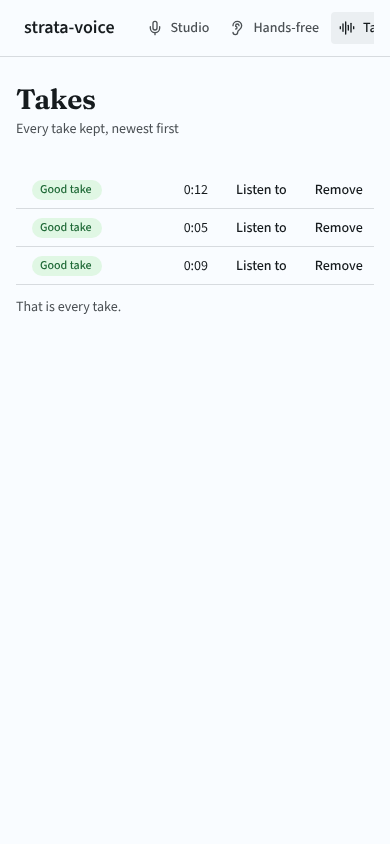 strata-voice Studio Hands-free Ta
Takes
Every take kept, newest first
Good take 0:12 Listen to Remove
Good take 0:05 Listen to Remove
Good take 0:09 Listen to Remove
That is every take.